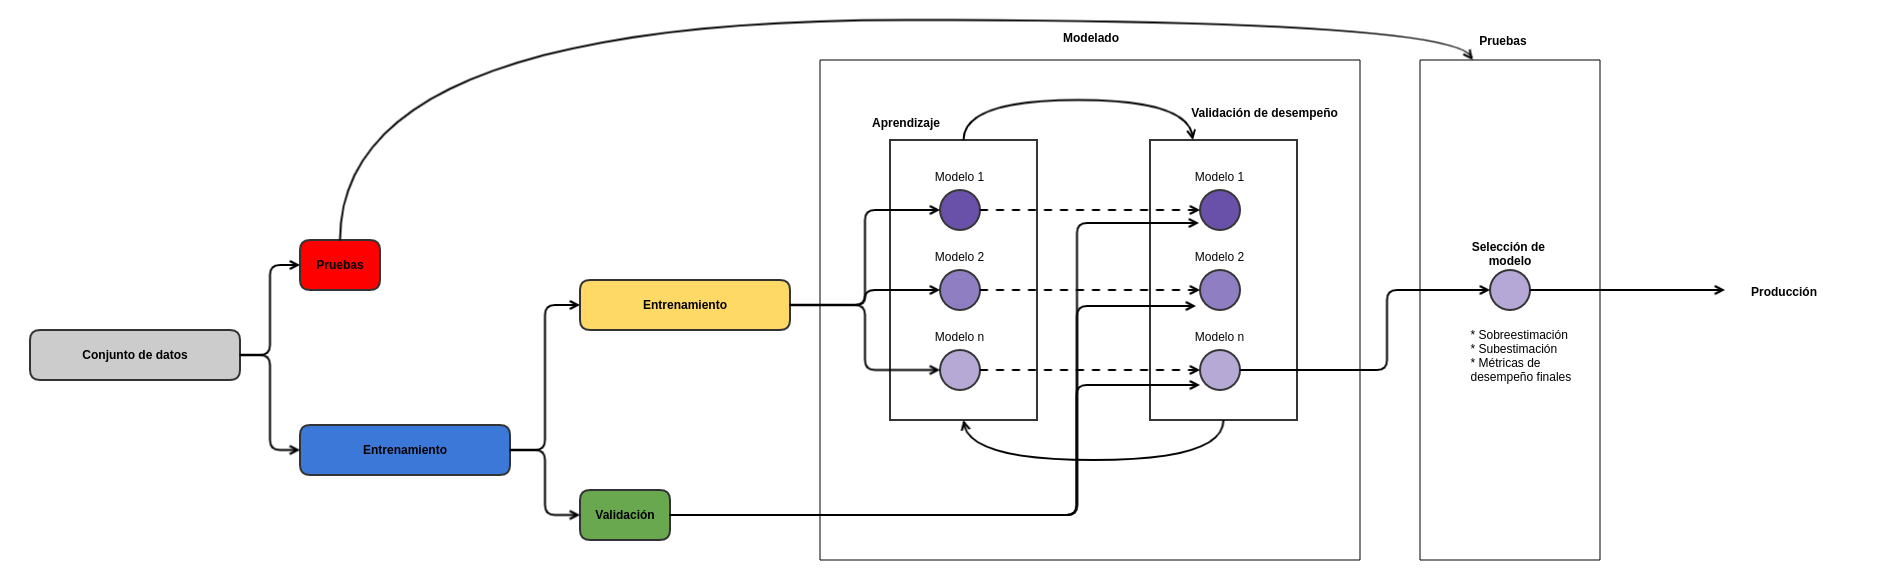 Modelado
Pruebas
Aprendizaje
Validación de desempeño
Modelo 1
Modelo 1
Modelo 2
Modelo 2
Modelo n
Modelo n
Selección de
modelo
* Sobreestimación
* Subestimación
* Métricas de
desempeño finales
Producción
Pruebas
Entrenamiento
Conjunto de datos
Entrenamiento
Validación